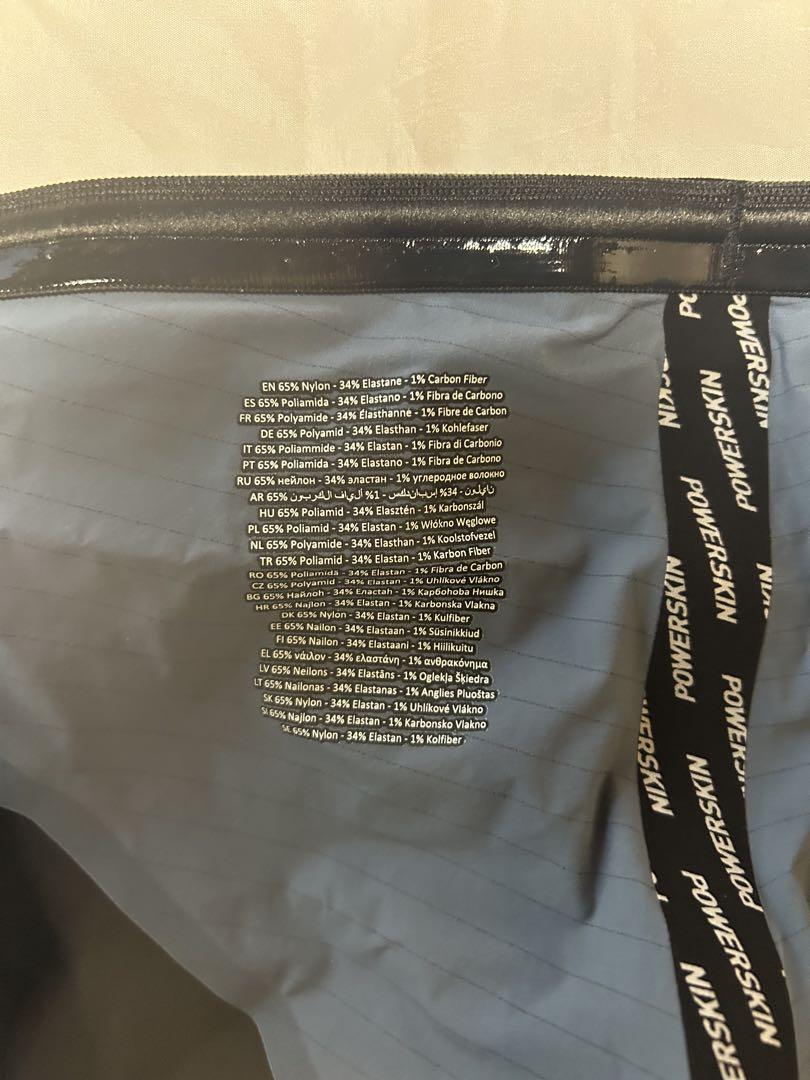 EN 65% Nylon - 34% Elastane - 1% Carbon Fiber
ES 65% Poliamida - 34% Elastano - 1% Fibra de Carbono
FR 65% Polyamide - 34% Élasthanne - 1% Fibre de Carbon
DE 65% Polyamid - 34% Elasthan - 1% Kohlefaser
IT 65% Poliammide - 34% Elastan - 1% Fibra di Carbonio
PT 65% Poliamida - 34% Elastano - 1% Fibra de Carbono
RU 65% нейлон - 34% эластан - 1% углеродное волокно
AR 65%
HU 65% Poliamid - 34% Elasztén - 1% Karbonszál
PL 65% Poliamid - 34% Elastan - 1% Włókno Węglowe
NL 65% Polyamide - 34% Elasthan - 1% Koolstofvezel
TR 65% Poliamid - 34% Elastan - 1% Karbon Fiber
RO 65% Poliamidă - 34% Elastan - 1% Fibra de Carbon
CZ 65% Polyamid - 34% Elastan - 1% Uhlíkové Vlákno
BG 65% Найлон - 34% Еластан - 1% Карбонова Нишка
HR 65% Najlon - 34% Elastan - 1% Karbonska Vlakna
DK 65% Nylon - 34% Elastan - 1% Kulfiber
EE 65% Nailon - 34% Elastaan - 1% Süsinikkiud
FI 65% Nailon - 34% Elastaani - 1% Hiilikuitu
EL 65% νάιλον - 34% ελαστάνη - 1% ανθρακόνημα
LV 65% Neilons - 34% Elastāns - 1% Oglekļa Šķiedra
LT 65% Nailonas - 34% Elastanas - 1% Anglies Pluoštas
SK 65% Nylon - 34% Elastan - 1% Uhlíkové Vlákno
SI 65% Najlon - 34% Elastan - 1% Karbonsko Vlakno
SE 65% Nylon - 34% Elastan - 1% Kolfiber
POWERSKIN
POWERSKIN
POWERSKIN
POWERSKIN
POWERSKIN
POWERSKIN
POWERSKIN